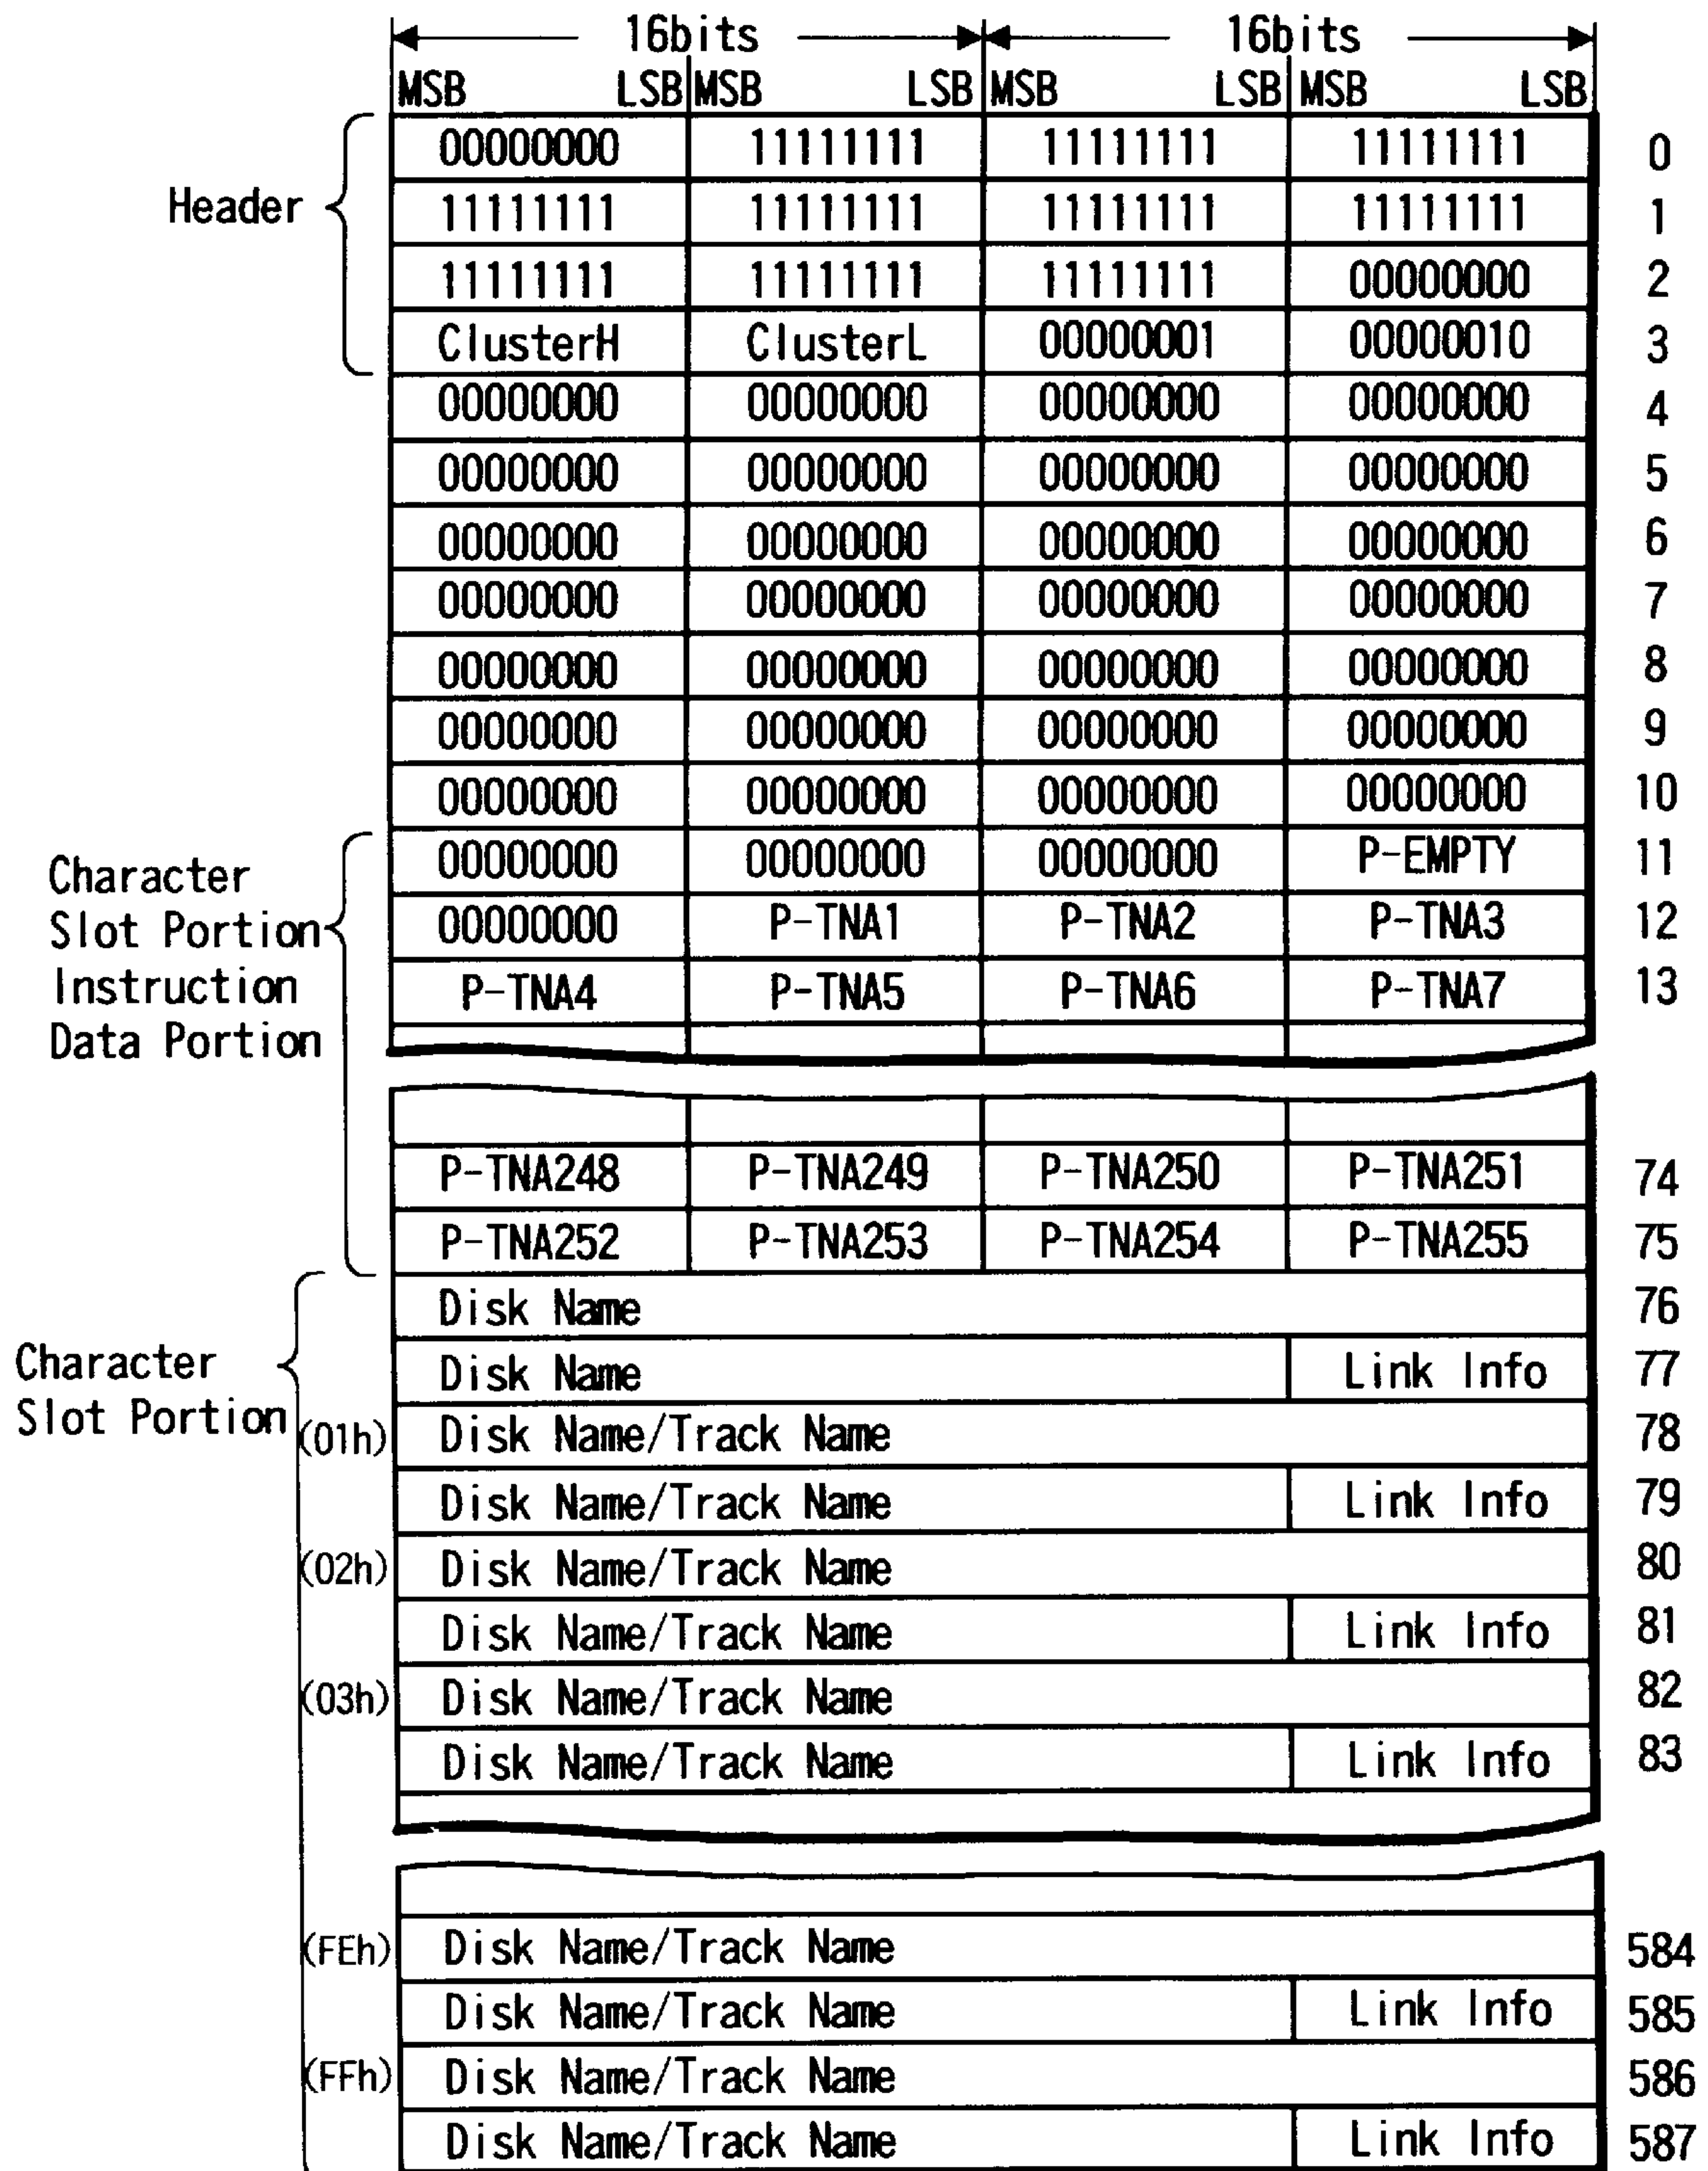 16bits 16bits
MSB LSB MSB LSB MSB LSB MSB LSB
00000000 11111111 11111111 11111111 0
Header 11111111 11111111 11111111 11111111 1
11111111 11111111 11111111 00000000 2
ClusterH ClusterL 00000001 00000010 3
00000000 00000000 00000000 00000000 4
00000000 00000000 00000000 00000000 5
00000000 00000000 00000000 00000000 6
00000000 00000000 00000000 00000000 7
00000000 00000000 00000000 00000000 8
00000000 00000000 00000000 00000000 9
00000000 00000000 00000000 00000000 10
Character 00000000 00000000 00000000 P-EMPTY 11
Slot Portion 00000000 P-TNA1 P-TNA2 P-TNA3 12
Instruction P-TNA4 P-TNA5 P-TNA6 P-TNA7 13
Data Portion
P-TNA248 P-TNA249 P-TNA250 P-TNA251 74
P-TNA252 P-TNA253 P-TNA254 P-TNA255 75
Disk Name 76
Character Disk Name Link Info 77
Slot Portion (01h) Disk Name/Track Name 78
Disk Name/Track Name Link Info 79
(02h) Disk Name/Track Name 80
Disk Name/Track Name Link Info 81
(03h) Disk Name/Track Name 82
Disk Name/Track Name Link Info 83
(FEh) Disk Name/Track Name 584
Disk Name/Track Name Link Info 585
(FFh) Disk Name/Track Name 586
Disk Name/Track Name Link Info 587